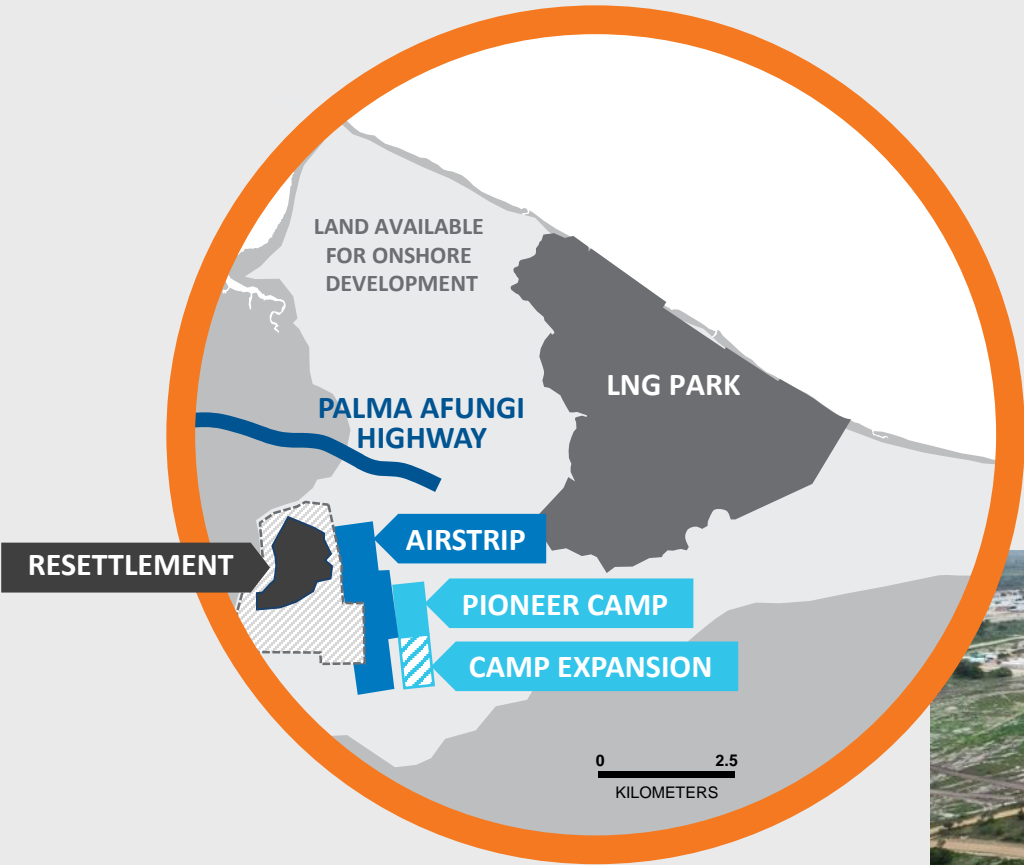 LAND AVAILABLE
FOR ONSHORE
DEVELOPMENT
LNG PARK
PALMA AFUNGI
HIGHWAY
AIRSTRIP
RESETTLEMENT
PIONEER CAMP
CAMP EXPANSION
0 2.5
KILOMETERS